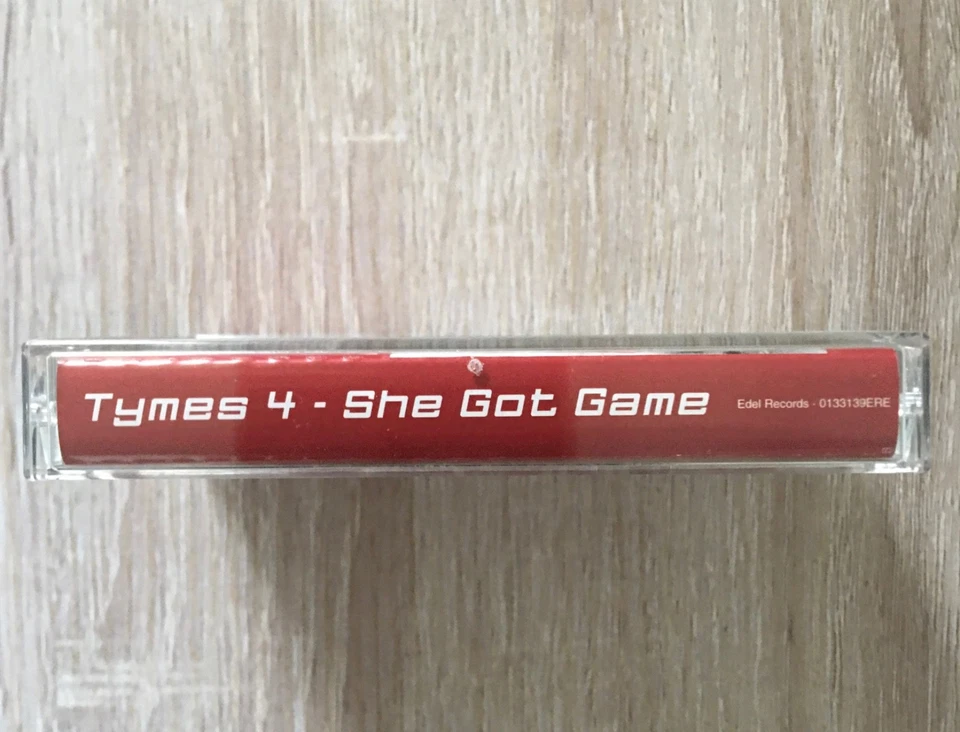 Tymes 4 - She Got Game
Edel Records · 0133139ERE